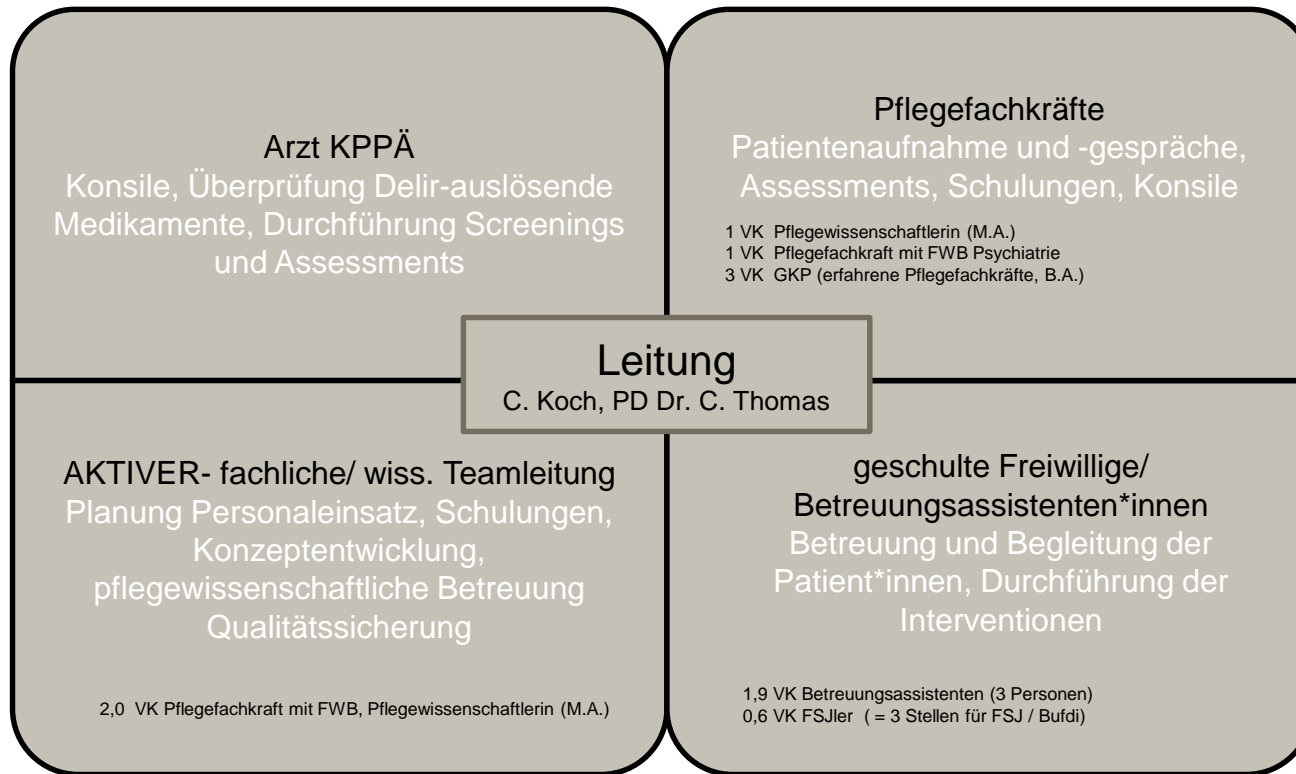 Arzt KPPÄ
Konsile, Überprüfung Delir-auslösende
Medikamente, Durchführung Screenings
und Assessments
Pflegefachkräfte
Patientenaufnahme und -gespräche,
Assessments, Schulungen, Konsile
1 VK Pflegewissenschaftlerin (M.A.)
1 VK Pflegefachkraft mit FWB Psychiatrie
3 VK GKP (erfahrene Pflegefachkräfte, B.A.)
Leitung
C. Koch, PD Dr. C. Thomas
AKTIVER- fachliche/ wiss. Teamleitung
Planung Personaleinsatz, Schulungen,
Konzeptentwicklung,
pflegewissenschaftliche Betreuung
Qualitätssicherung
2,0 VK Pflegefachkraft mit FWB, Pflegewissenschaftlerin (M.A.)
geschulte Freiwillige/
Betreuungsassistenten*innen
Betreuung und Begleitung der
Patient*innen, Durchführung der
Interventionen
1,9 VK Betreuungsassistenten (3 Personen)
0,6 VK FSJler ( = 3 Stellen für FSJ / Bufdi)